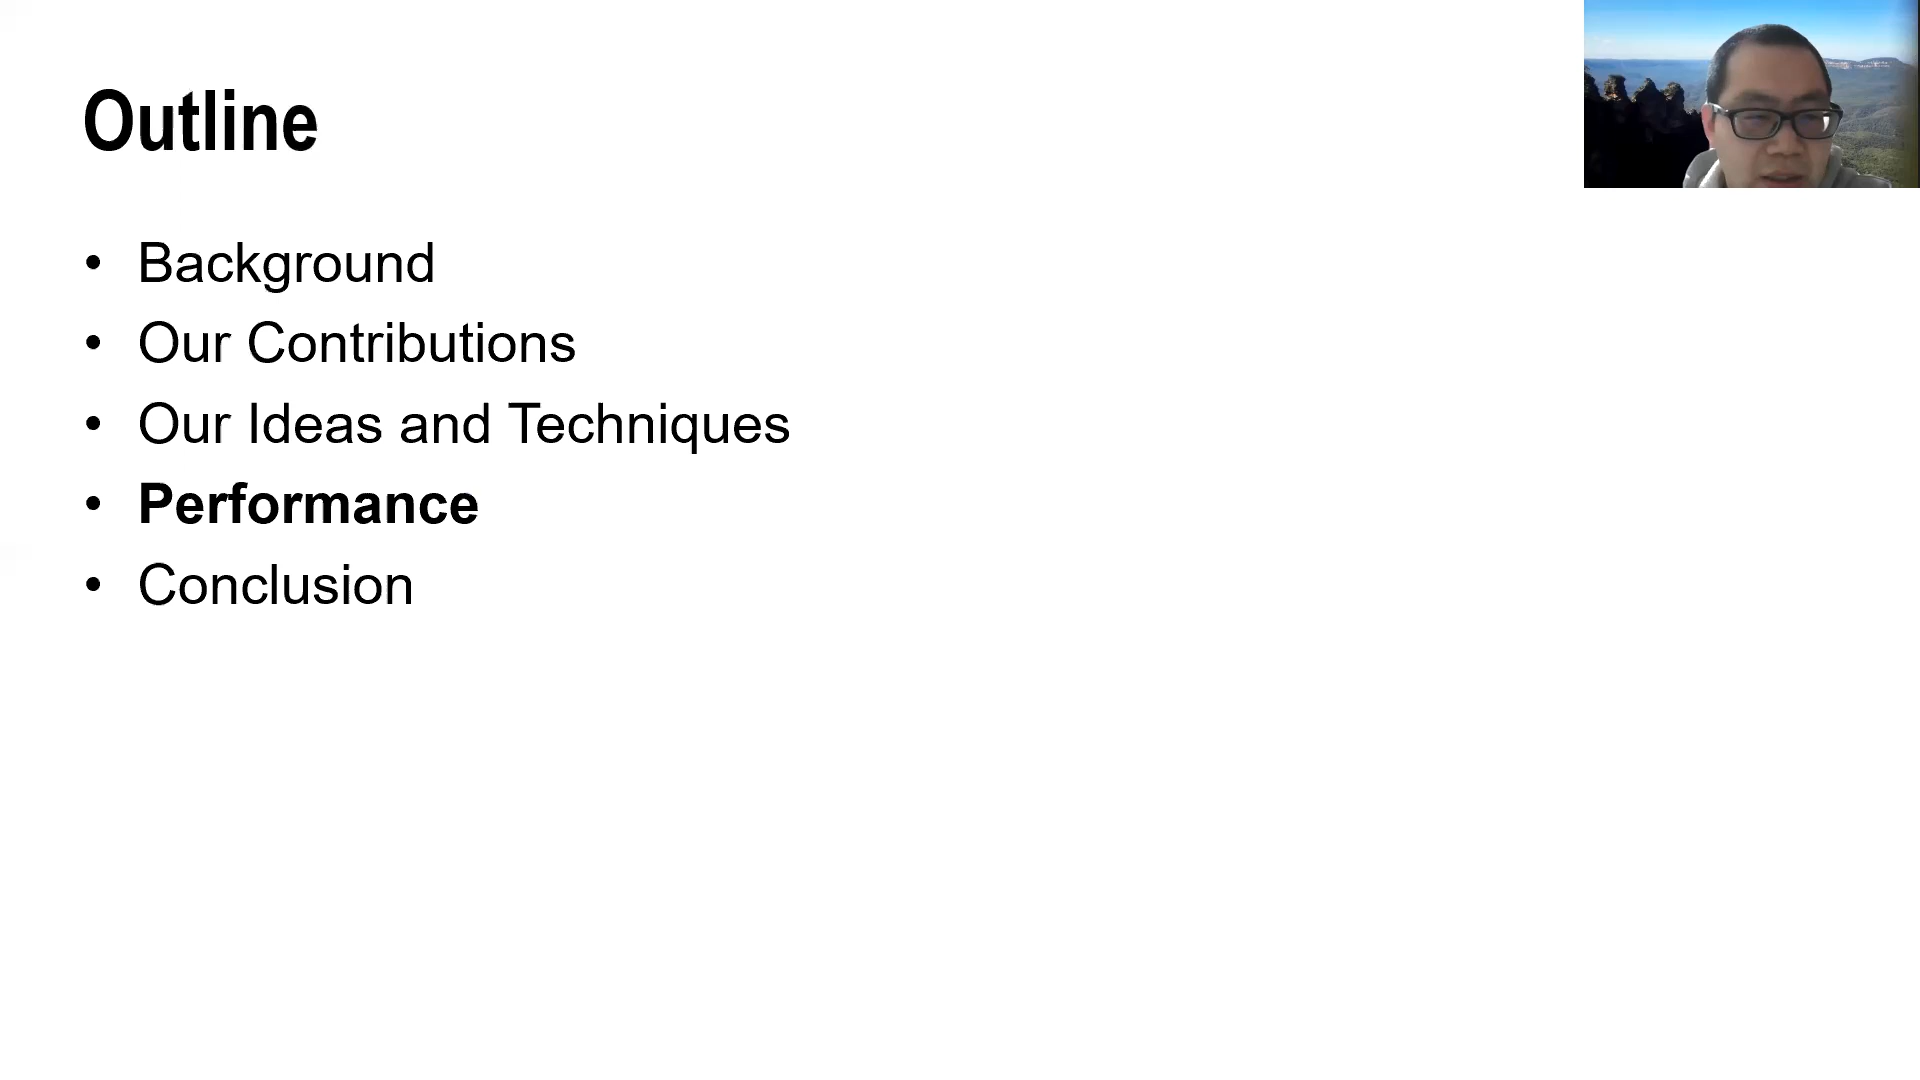 Outline
• Background
• Our Contributions
• Our Ideas and Techniques
• Performance
• Conclusion